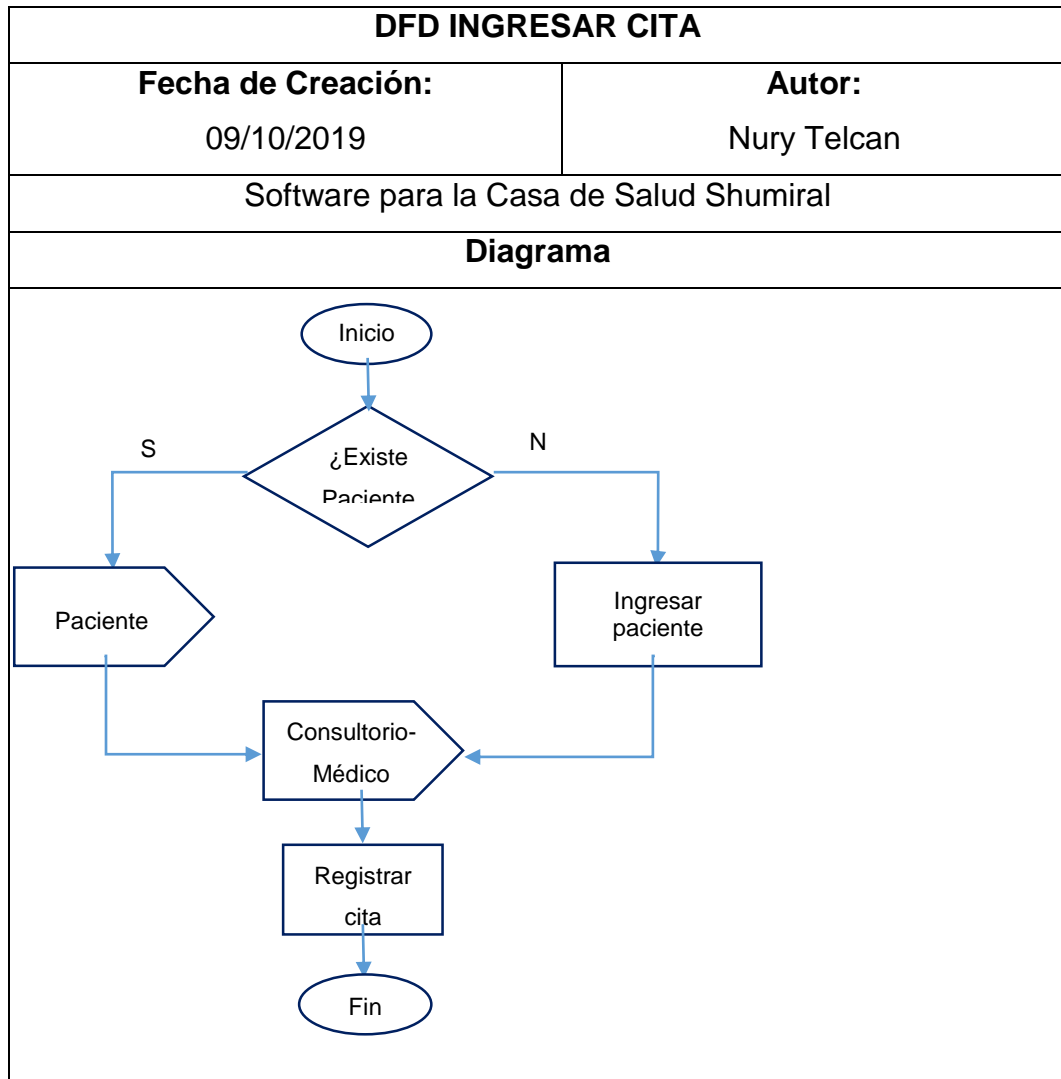 DFD INGRESAR CITA
Fecha de Creación:
09/10/2019
Autor:
Nury Telcan
Software para la Casa de Salud Shumiral
Diagrama
Inicio
S
¿Existe
Paciente
N
Paciente
Ingresar
paciente
Consultorio-
Médico
Registrar
cita
Fin